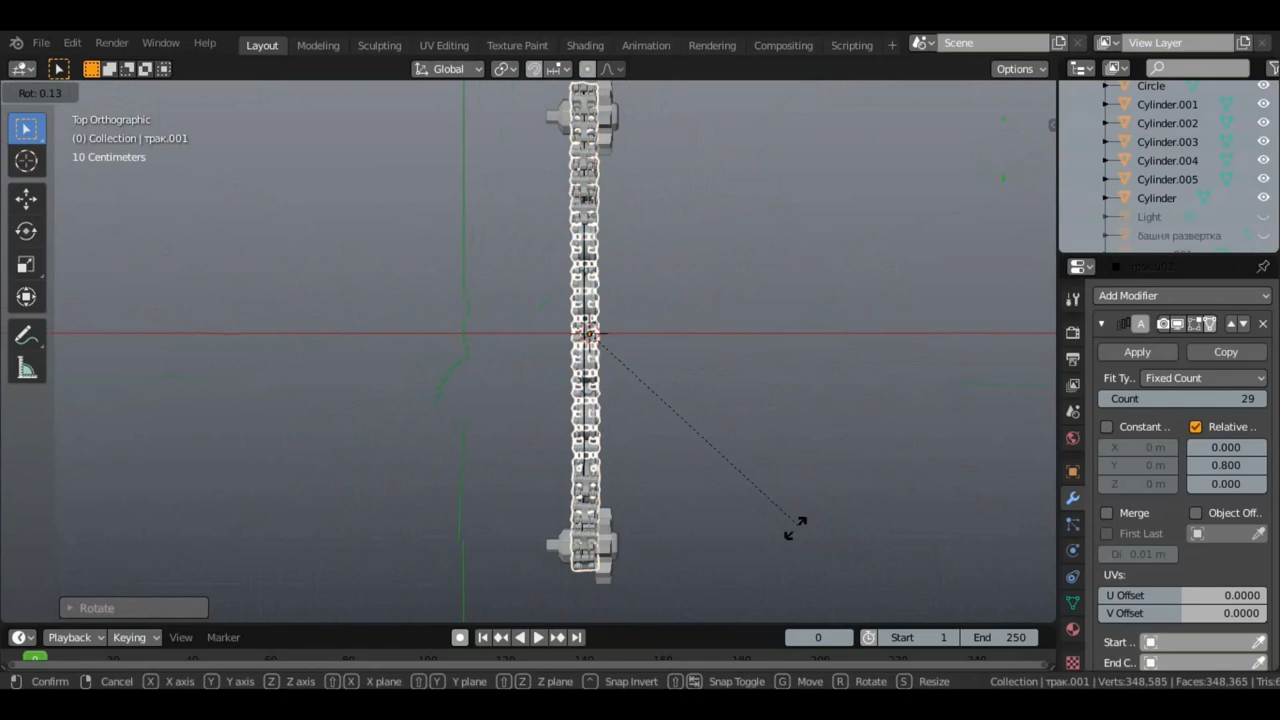 File Edit Render Window Help Layout Modeling Sculpting UV Editing Texture Paint Shading Animation Rendering Compositing Scripting + Scene View Layer
Global Options
Rot: 0.13
Top Orthographic
(0) Collection | трак.001
10 Centimeters
Circle
Cylinder.001
Cylinder.002
Cylinder.003
Cylinder.004
Cylinder.005
Cylinder
Light
башня развертка
Add Modifier
A
Apply Copy
Fit Ty.. Fixed Count
Count 29
Constant .. Relative ..
X 0 m 0.000
Y 0 m 0.800
Z 0 m 0.000
Merge Object Off..
First Last
Di 0.01 m
UVs:
U Offset 0.0000
V Offset 0.0000
Start ..
End C..
Rotate
Playback Keying View Marker 0 Start 1 End 250
0
Confirm Cancel X X axis Y Y axis Z Z axis X X plane Y Y plane Z Z plane Snap Invert Snap Toggle G Move R Rotate S Resize Collection | трак.001 | Verts:348,585 | Faces:348,365 | Tris:6